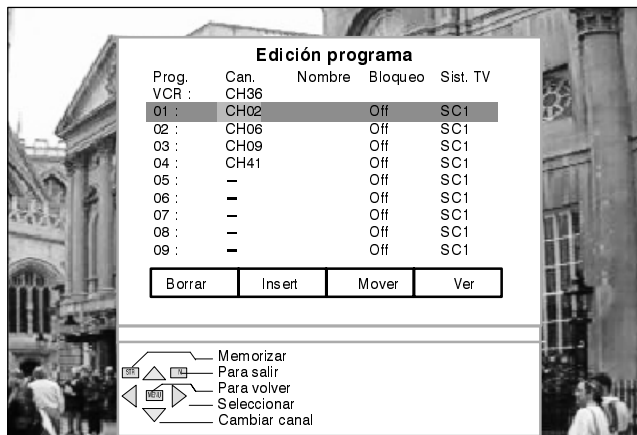 Edición programa
Prog. Can. Nombre Bloqueo Sist. TV
VCR : CH36
01 : CH02 Off SC1
02 : CH06 Off SC1
03 : CH09 Off SC1
04 : CH41 Off SC1
05 : – Off SC1
06 : – Off SC1
07 : – Off SC1
08 : – Off SC1
09 : – Off SC1
Borrar Insert Mover Ver
Memorizar
STR N Para salir
Para volver
MENU Seleccionar
Cambiar canal